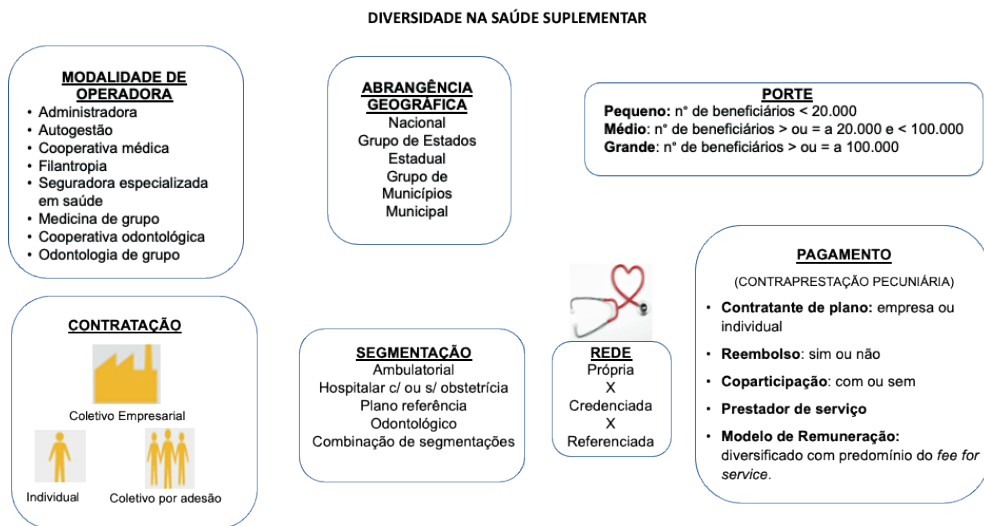 DIVERSIDADE NA SAÚDE SUPLEMENTAR
MODALIDADE DE
OPERADORA
• Administradora
• Autogestão
• Cooperativa médica
• Filantropia
• Seguradora especializada
em saúde
• Medicina de grupo
• Cooperativa odontológica
• Odontologia de grupo
ABRANGÊNCIA
GEOGRÁFICA
Nacional
Grupo de Estados
Estadual
Grupo de
Municípios
Municipal
PORTE
Pequeno: n° de beneficiários < 20.000
Médio: n° de beneficiários > ou = a 20.000 e < 100.000
Grande: n° de beneficiários > ou = a 100.000
CONTRATAÇÃO
Coletivo Empresarial
Individual
Coletivo por adesão
SEGMENTAÇÃO
Ambulatorial
Hospitalar c/ ou s/ obstetrícia
Plano referência
Odontológico
Combinação de segmentações
REDE
Própria
X
Credenciada
X
Referenciada
PAGAMENTO
(CONTRAPRESTAÇÃO PECUNIÁRIA)
• Contratante de plano: empresa ou
individual
• Reembolso: sim ou não
• Coparticipação: com ou sem
• Prestador de serviço
• Modelo de Remuneração:
diversificado com predomínio do fee for
service.